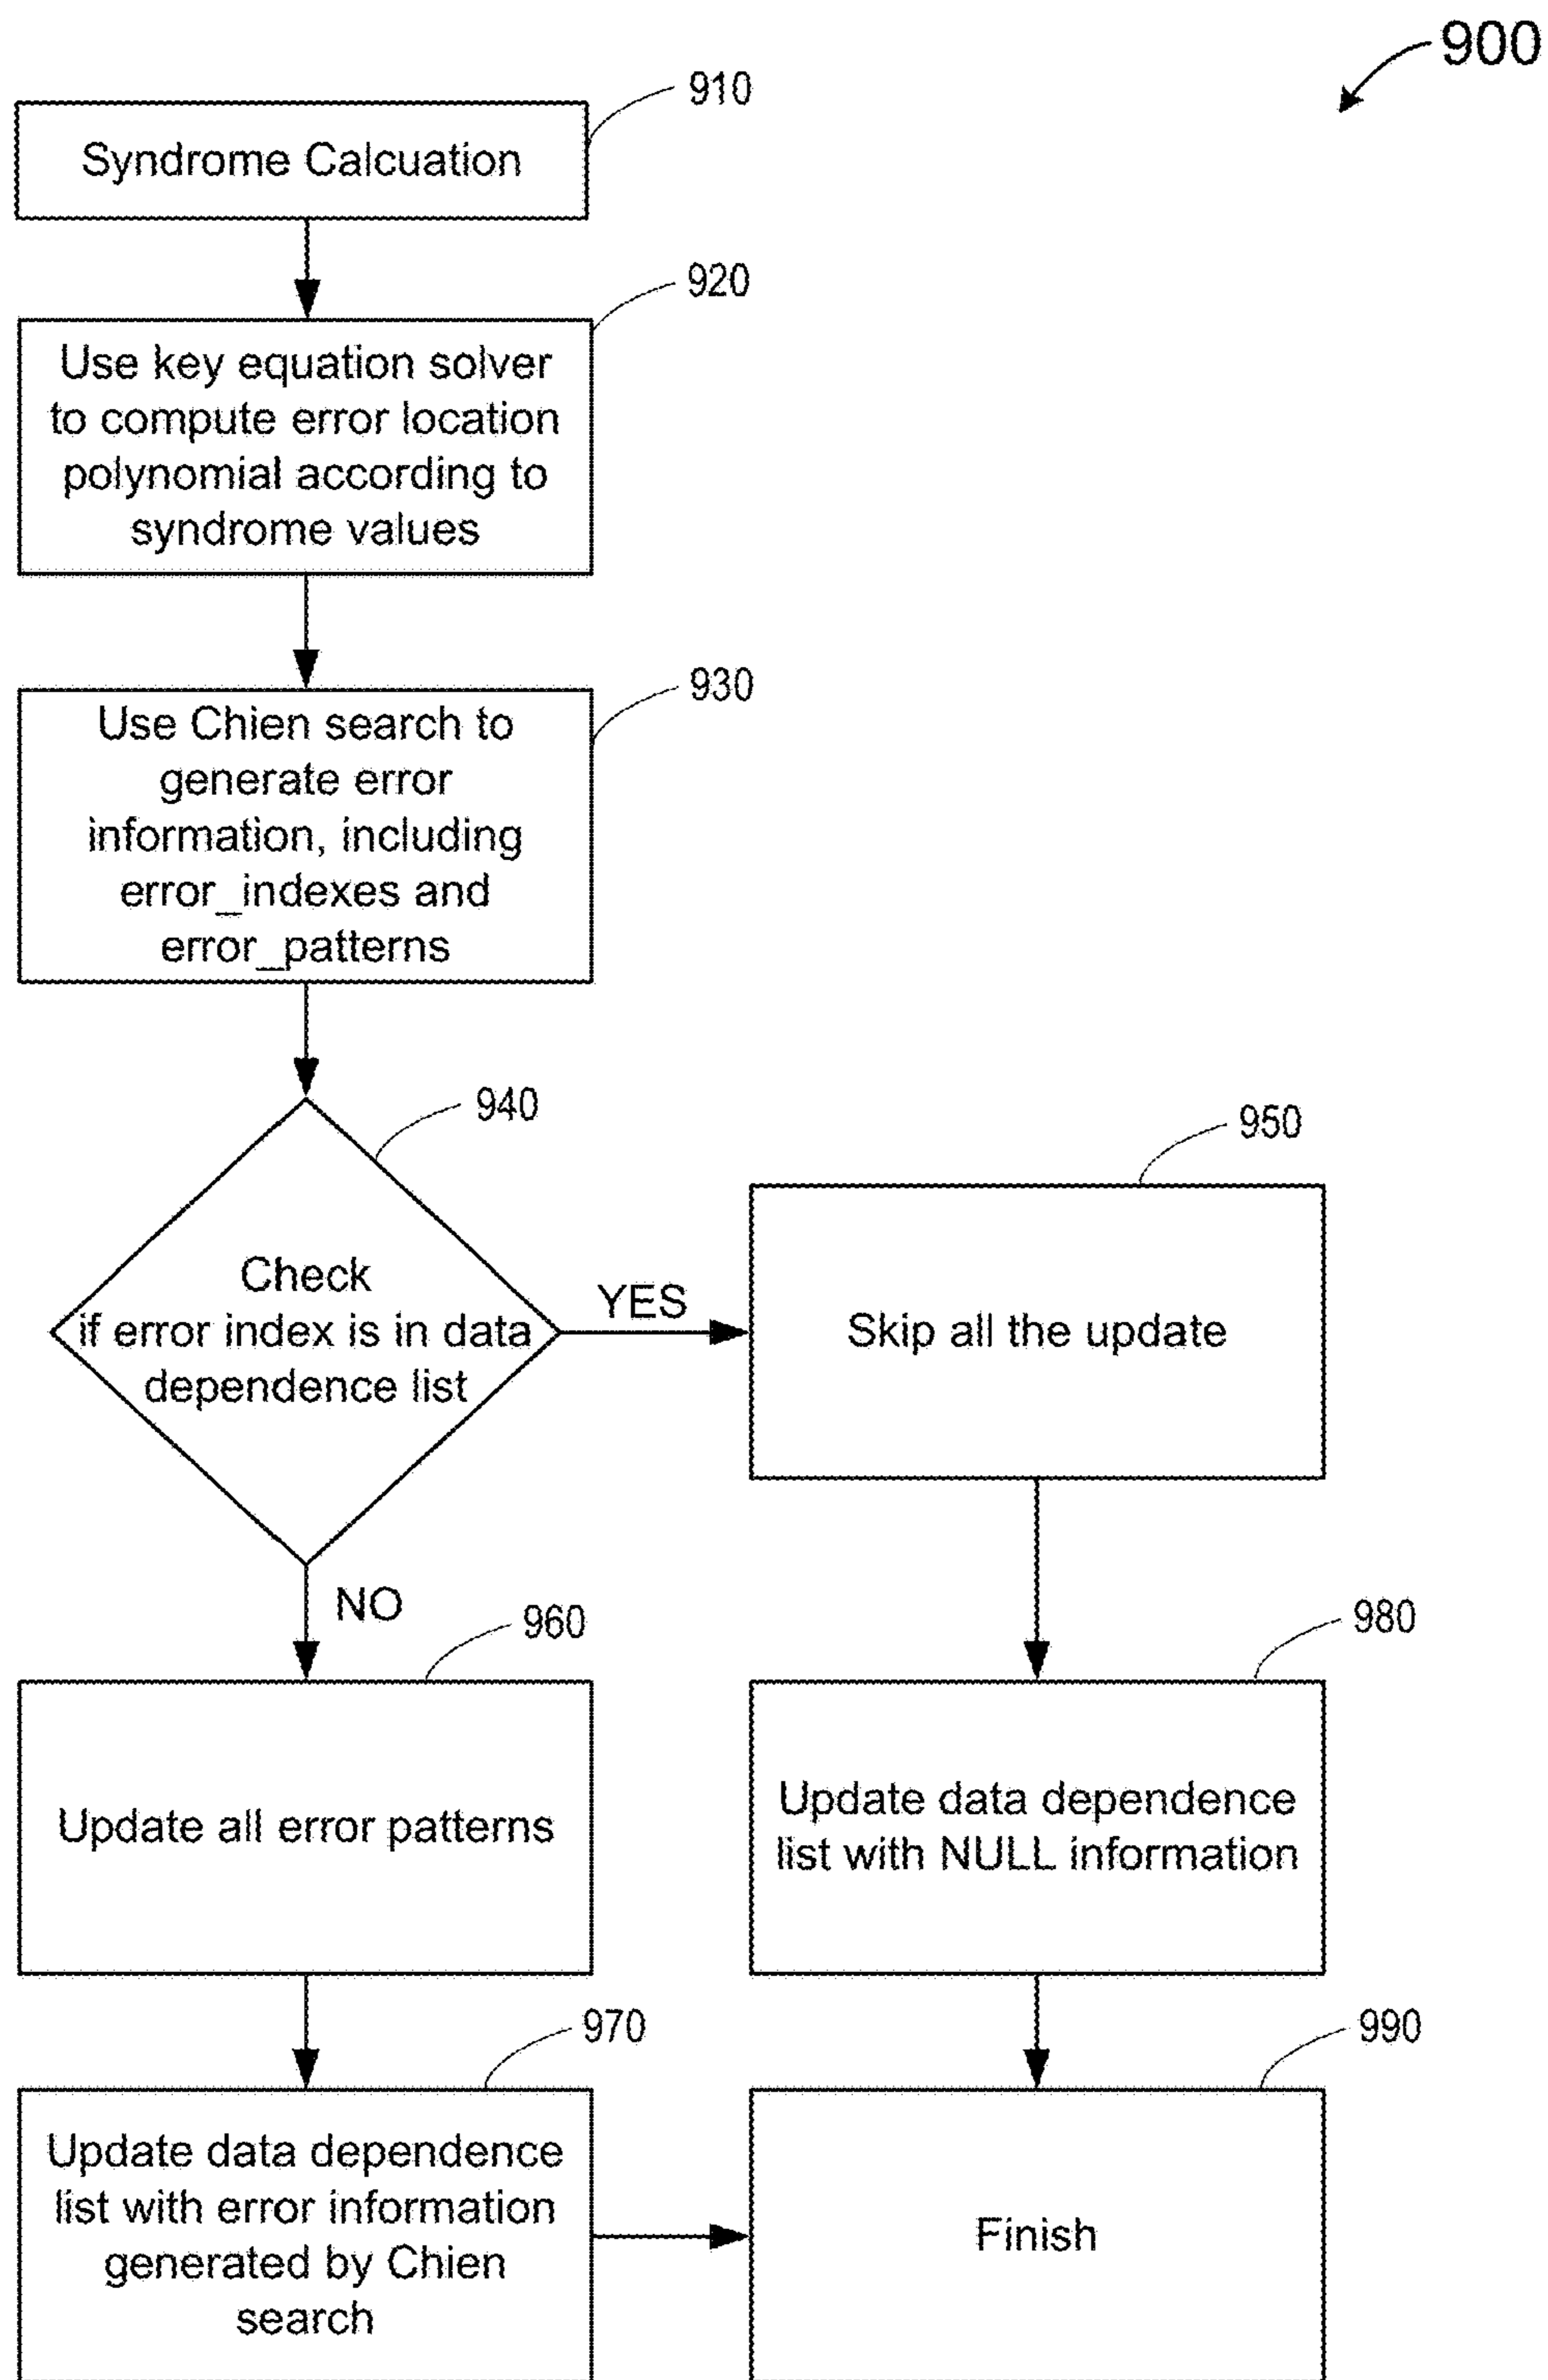 900
910
Syndrome Calcuation
920
Use key equation solver
to compute error location
polynomial according to
syndrome values
930
Use Chien search to
generate error
information, including
error_indexes and
error_patterns
940
Check
if error index is in data
dependence list
YES
950
Skip all the update
NO
960
Update all error patterns
980
Update data dependence
list with NULL information
970
Update data dependence
list with error information
generated by Chien
search
990
Finish